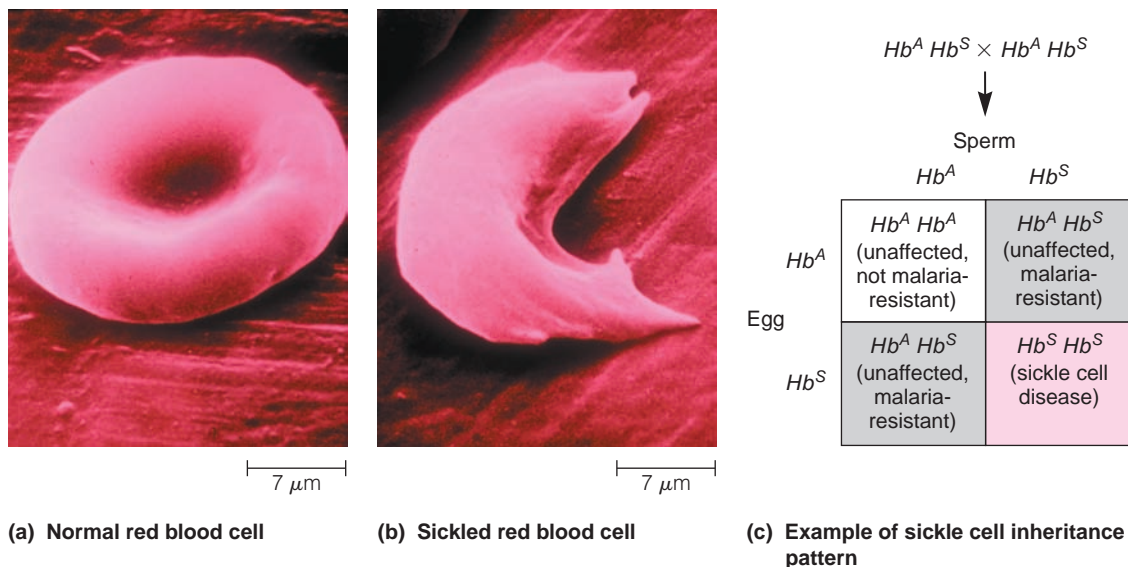 Hb^A Hb^S × Hb^A Hb^S
Sperm
Hb^A Hb^S
Egg
Hb^A
Hb^A Hb^A
(unaffected,
not malaria-
resistant)
Hb^A Hb^S
(unaffected,
malaria-
resistant)
Hb^S
Hb^A Hb^S
(unaffected,
malaria-
resistant)
Hb^S Hb^S
(sickle cell
disease)
7 μm
7 μm
(a) Normal red blood cell
(b) Sickled red blood cell
(c) Example of sickle cell inheritance
pattern